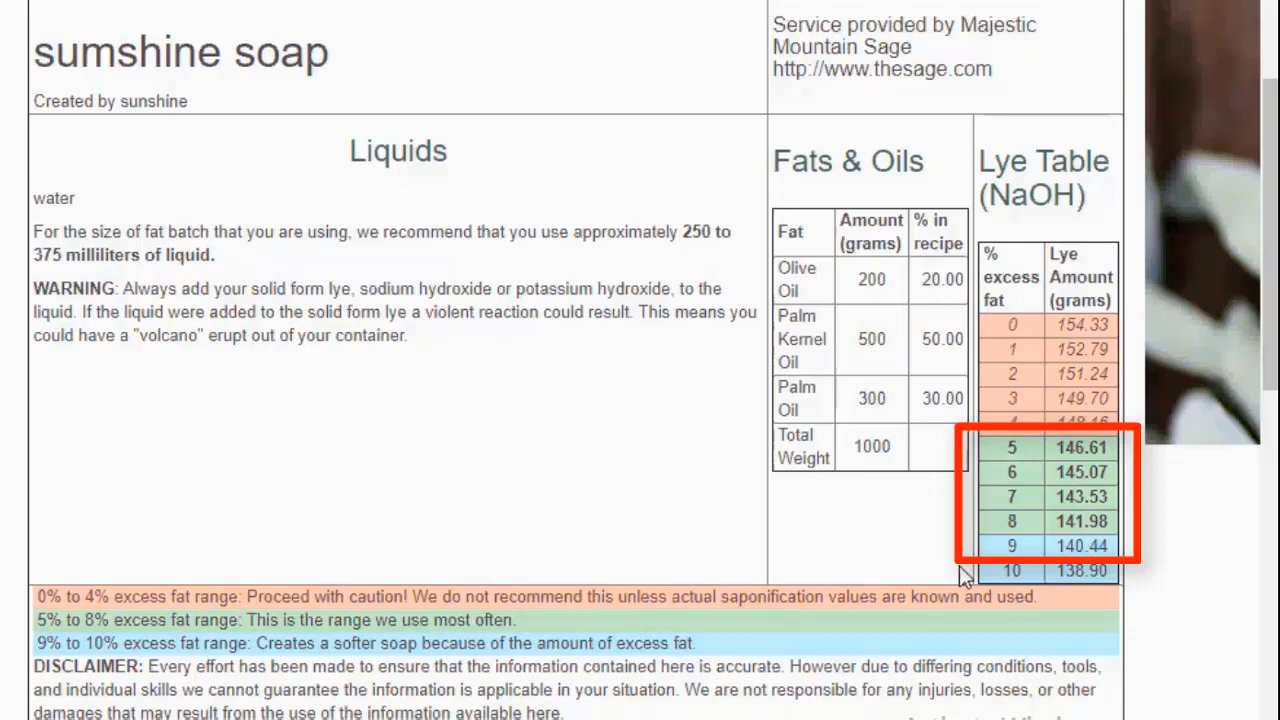 sumshine soap
Created by sunshine
Service provided by Majestic
Mountain Sage
http://www.thesage.com
Liquids
water
For the size of fat batch that you are using, we recommend that you use approximately 250 to
375 milliliters of liquid.
WARNING: Always add your solid form lye, sodium hydroxide or potassium hydroxide, to the
liquid. If the liquid were added to the solid form lye a violent reaction could result. This means you
could have a "volcano" erupt out of your container.
Fats & Oils
Fat Amount (grams) % in recipe
Olive Oil 200 20.00
Palm Kernel Oil 500 50.00
Palm Oil 300 30.00
Total Weight 1000
Lye Table
(NaOH)
% excess fat Lye Amount (grams)
0 154.33
1 152.79
2 151.24
3 149.70
4 148.16
5 146.61
6 145.07
7 143.53
8 141.98
9 140.44
10 138.90
0% to 4% excess fat range: Proceed with caution! We do not recommend this unless actual saponification values are known and used.
5% to 8% excess fat range: This is the range we use most often.
9% to 10% excess fat range: Creates a softer soap because of the amount of excess fat.
DISCLAIMER: Every effort has been made to ensure that the information contained here is accurate. However due to differing conditions, tools,
and individual skills we cannot guarantee the information is applicable in your situation. We are not responsible for any injuries, losses, or other
damages that may result from the use of the information available here.